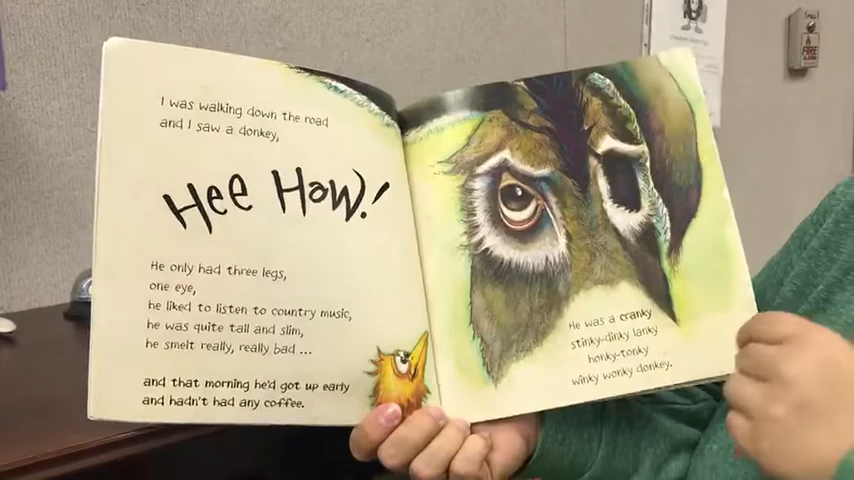 I was walking down the road
and I saw a donkey,
Hee Haw!
He only had three legs,
one eye,
he liked to listen to country music,
he was quite tall and slim,
he smelt really, really bad ...
and that morning he'd got up early
and hadn't had any coffee.
He was a cranky
stinky-dinky lanky
honky-tonky
winky wonky donkey.
PULL
FIRE